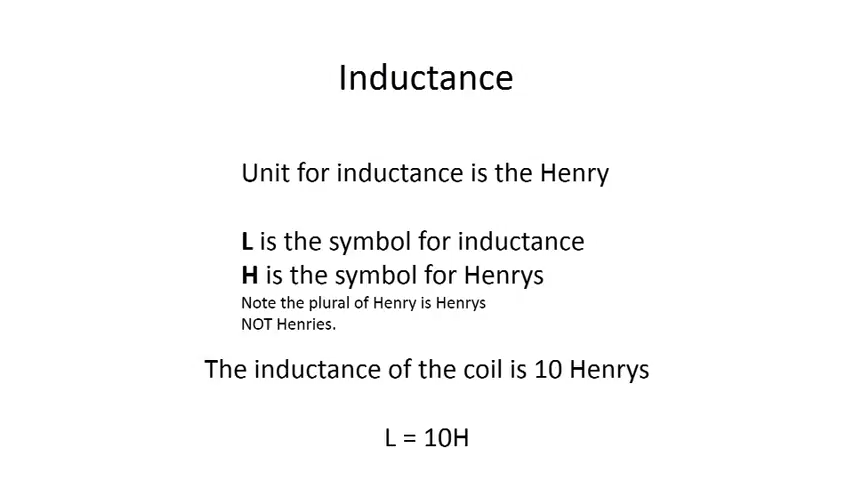 Inductance
Unit for inductance is the Henry
L is the symbol for inductance
H is the symbol for Henrys
Note the plural of Henry is Henrys
NOT Henries.
The inductance of the coil is 10 Henrys
L = 10H